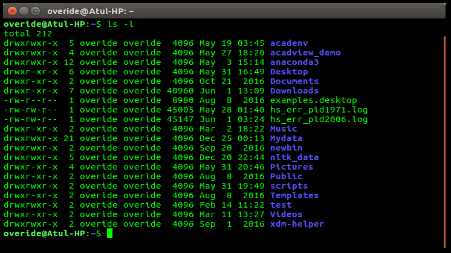 overide@Atul-HP: ~
overide@Atul-HP:~$ ls -l
total 212
drwxrwxr-x  5 overide overide  4096 May 19 03:45 acadenv
drwxrwxr-x  4 overide overide  4096 May 27 18:20 acadview_demo
drwxrwxr-x 12 overide overide  4096 May  3 15:14 anaconda3
drwxr-xr-x  6 overide overide  4096 May 31 16:49 Desktop
drwxr-xr-x  2 overide overide  4096 Oct 21  2016 Documents
drwxr-xr-x  7 overide overide 40960 Jun  1 13:09 Downloads
-rw-r--r--  1 overide overide  8980 Aug  8  2016 examples.desktop
-rw-rw-r--  1 overide overide 45005 May 28 01:40 hs_err_pid1971.log
-rw-rw-r--  1 overide overide 45147 Jun  1 03:24 hs_err_pid2006.log
drwxr-xr-x  2 overide overide  4096 Mar  2 18:22 Music
drwxrwxr-x 21 overide overide  4096 Dec 25 00:13 Mydata
drwxrwxr-x  2 overide overide  4096 Sep 20  2016 newbin
drwxrwxr-x  5 overide overide  4096 Dec 20 22:44 nltk_data
drwxr-xr-x  4 overide overide  4096 May 31 20:46 Pictures
drwxr-xr-x  2 overide overide  4096 Aug  8  2016 Public
drwxrwxr-x  2 overide overide  4096 May 31 19:49 scripts
drwxr-xr-x  2 overide overide  4096 Aug  8  2016 Templates
drwxrwxr-x  2 overide overide  4096 Feb 14 11:22 test
drwxr-xr-x  2 overide overide  4096 Mar 11 13:27 Videos
drwxrwxr-x  2 overide overide  4096 Sep  1  2016 xdm-helper
overide@Atul-HP:~$